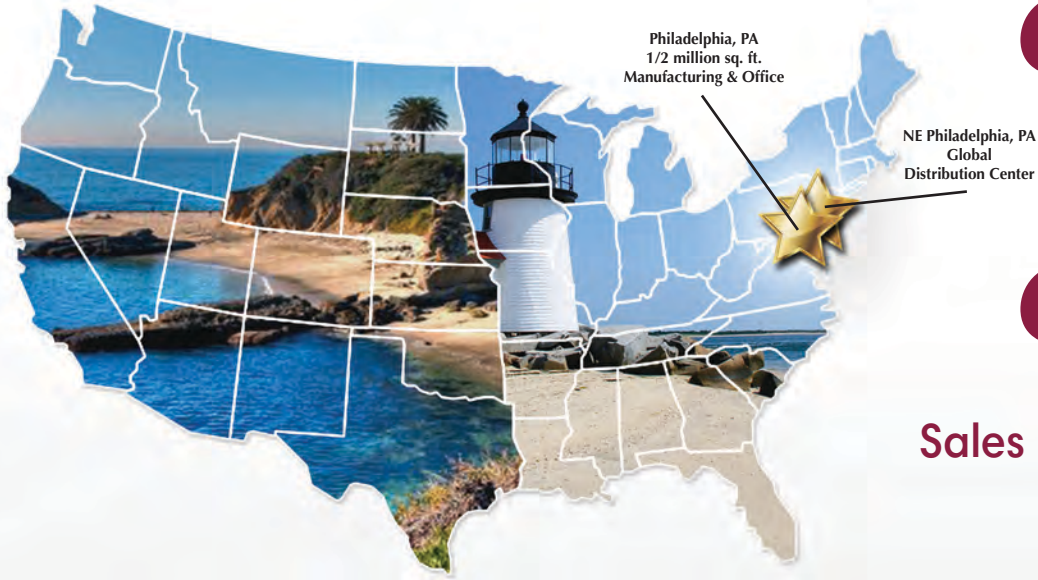 Philadelphia, PA
1/2 million sq. ft.
Manufacturing & Office
NE Philadelphia, PA
Global
Distribution Center
Sales